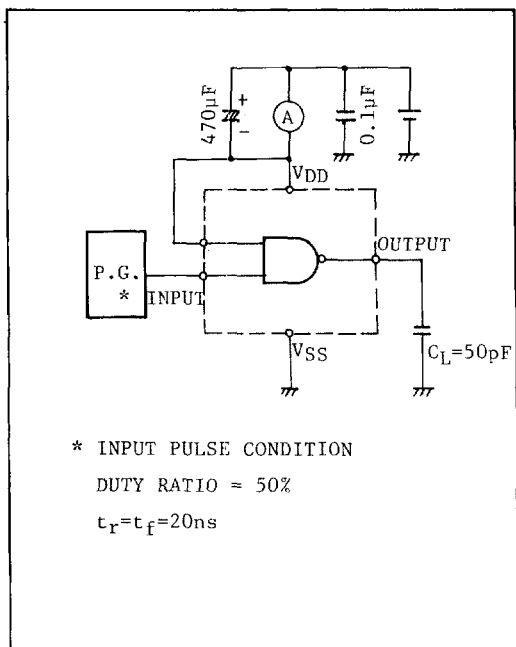 470μF
+
-
A
0.1μF
VDD
P.G.
*
INPUT
OUTPUT
VSS
CL=50pF
* INPUT PULSE CONDITION
DUTY RATIO = 50%
tr=tf=20ns